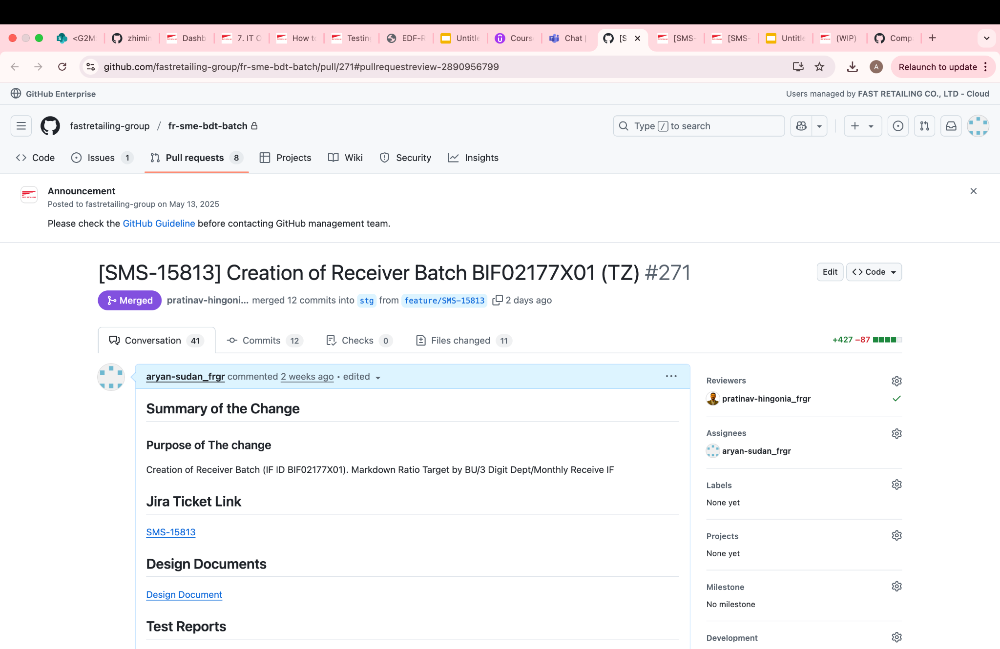 <G2M
zhimin
Dashb
7. IT O
How to
Testing
EDF-R
Untitle
Cours
Chat |
[S
[SMS-
[SMS-
Untitle
(WIP)
Comp
github.com/fastretailing-group/fr-sme-bdt-batch/pull/271#pullrequestreview-2890956799
A
Relaunch to update
GitHub Enterprise
Users managed by FAST RETAILING CO., LTD - Cloud
fastretailing-group / fr-sme-bdt-batch
Type / to search
Code
Issues 1
Pull requests 8
Projects
Wiki
Security
Insights
Announcement
Posted to fastretailing-group on May 13, 2025
Please check the GitHub Guideline before contacting GitHub management team.
[SMS-15813] Creation of Receiver Batch BIF02177X01 (TZ) #271
Edit
Code
Merged
pratinav-hingoni... merged 12 commits into stg from feature/SMS-15813 2 days ago
Conversation 41
Commits 12
Checks 0
Files changed 11
+427 −87
aryan-sudan_frgr commented 2 weeks ago • edited
Summary of the Change
Purpose of The change
Creation of Receiver Batch (IF ID BIF02177X01). Markdown Ratio Target by BU/3 Digit Dept/Monthly Receive IF
Jira Ticket Link
SMS-15813
Design Documents
Design Document
Test Reports
Reviewers
pratinav-hingonia_frgr
Assignees
aryan-sudan_frgr
Labels
None yet
Projects
None yet
Milestone
No milestone
Development